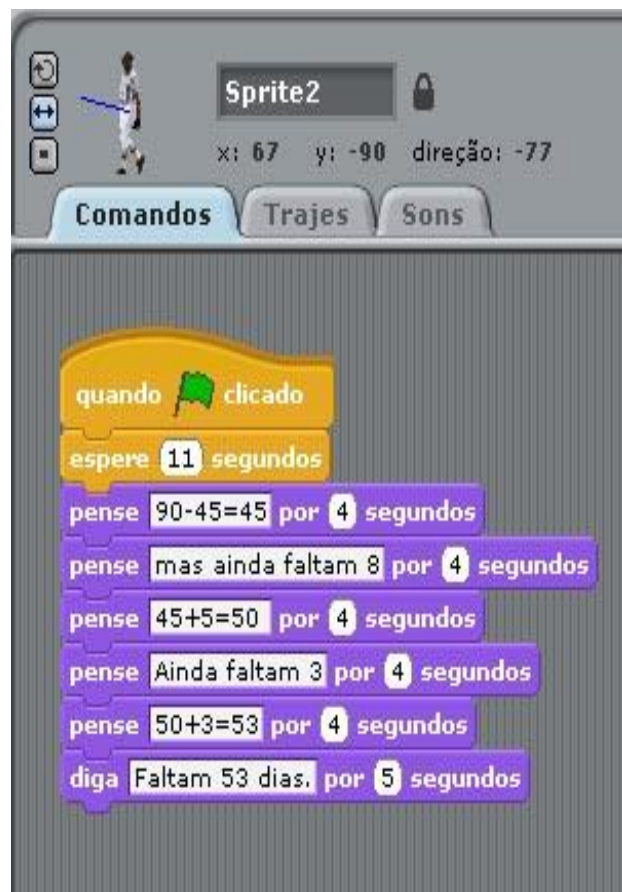 Sprite2
x: 67 y: -90 direção: -77
Comandos Trajes Sons
quando clicado
espere 11 segundos
pense 90-45=45 por 4 segundos
pense mas ainda faltam 8 por 4 segundos
pense 45+5=50 por 4 segundos
pense Ainda faltam 3 por 4 segundos
pense 50+3=53 por 4 segundos
diga Faltam 53 dias. por 5 segundos